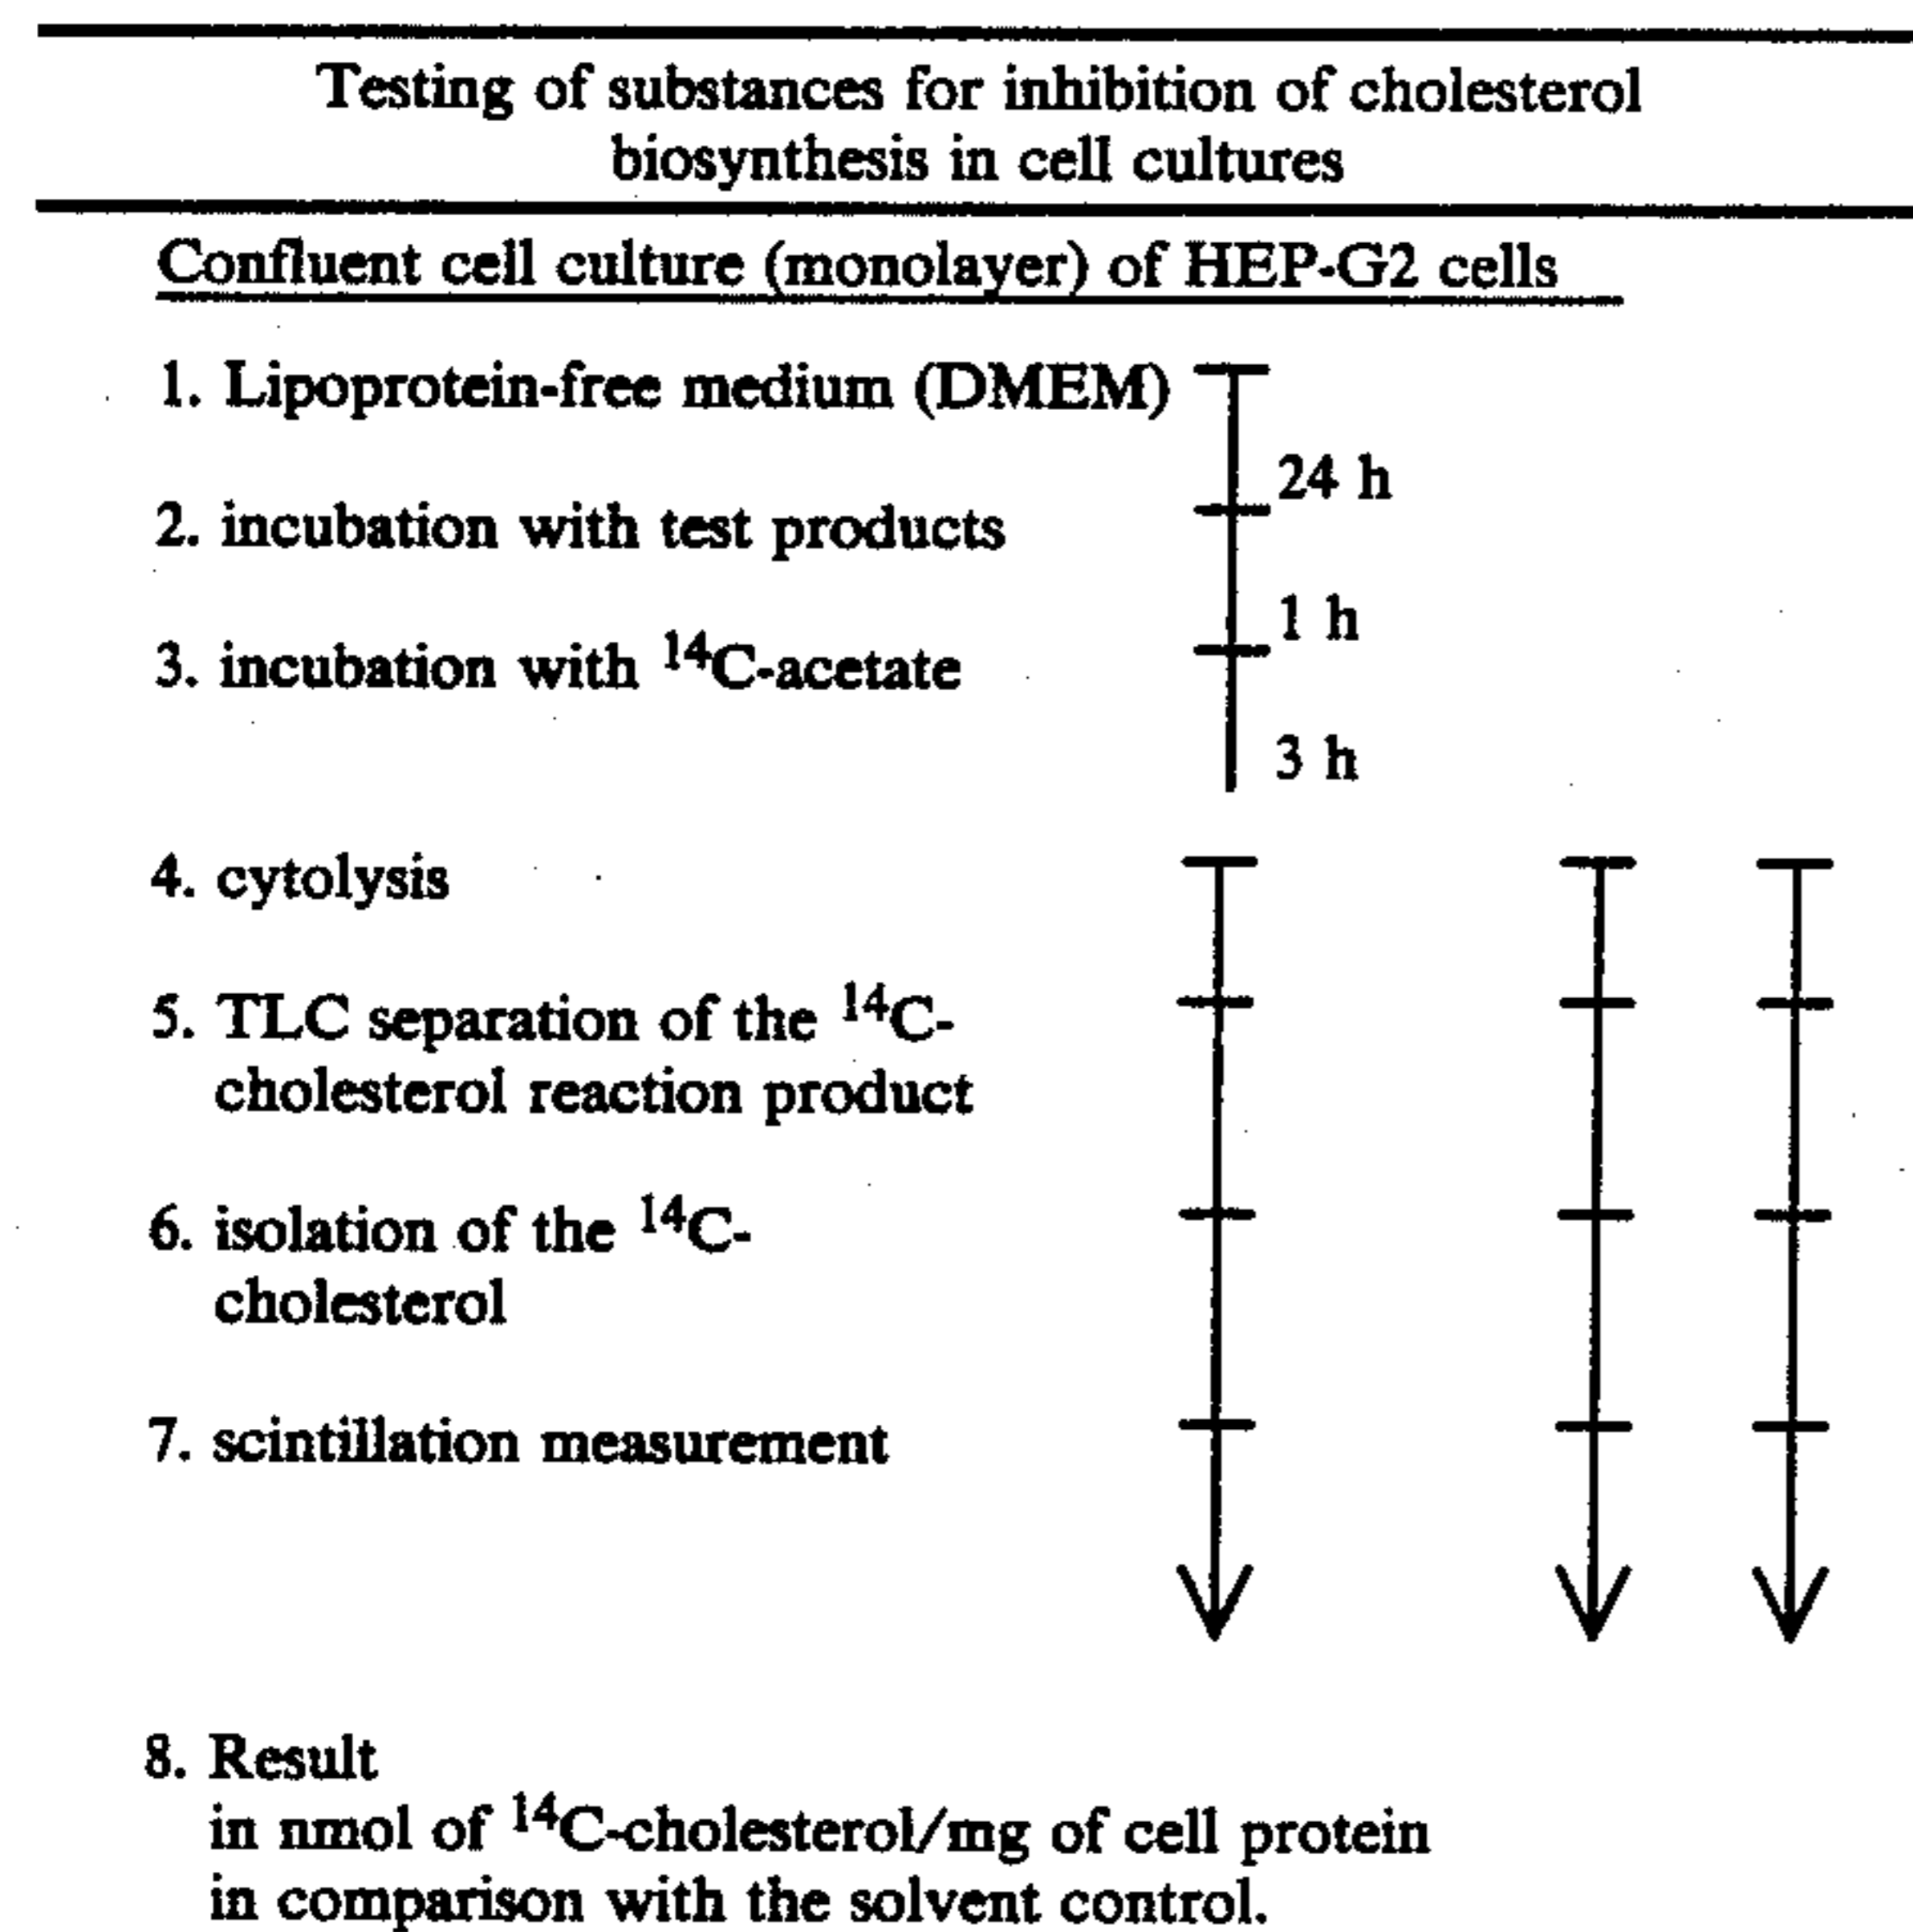 Testing of substances for inhibition of cholesterol
biosynthesis in cell cultures
Confluent cell culture (monolayer) of HEP-G2 cells
1. Lipoprotein-free medium (DMEM)
24 h
2. incubation with test products
1 h
3. incubation with ¹⁴C-acetate
3 h
4. cytolysis
5. TLC separation of the ¹⁴C-
cholesterol reaction product
6. isolation of the ¹⁴C-
cholesterol
7. scintillation measurement
8. Result
in nmol of ¹⁴C-cholesterol/mg of cell protein
in comparison with the solvent control.